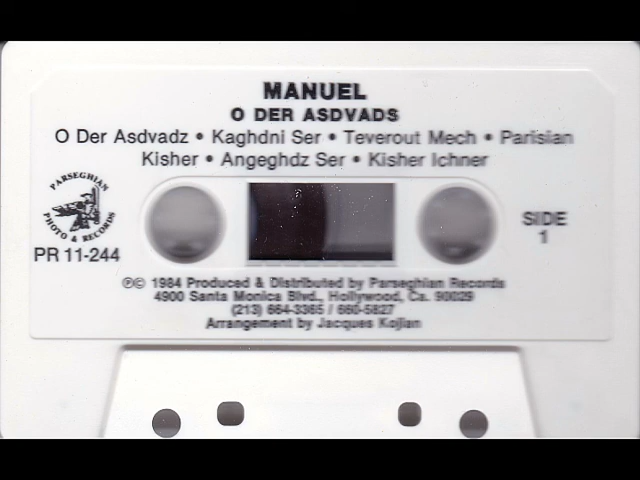 MANUEL
O DER ASDVADS
O Der Asdvadz • Kaghdni Ser • Teverout Mech • Parisian
Kisher • Angeghdz Ser • Kisher Ichner
PARSEGHIAN
PHOTO & RECORDS
PR 11-244
SIDE
1
℗© 1984 Produced & Distributed by Parseghian Records
4900 Santa Monica Blvd., Hollywood, Ca. 90029
(213) 664-3365 / 660-5827
Arrangement by Jacques Kojian